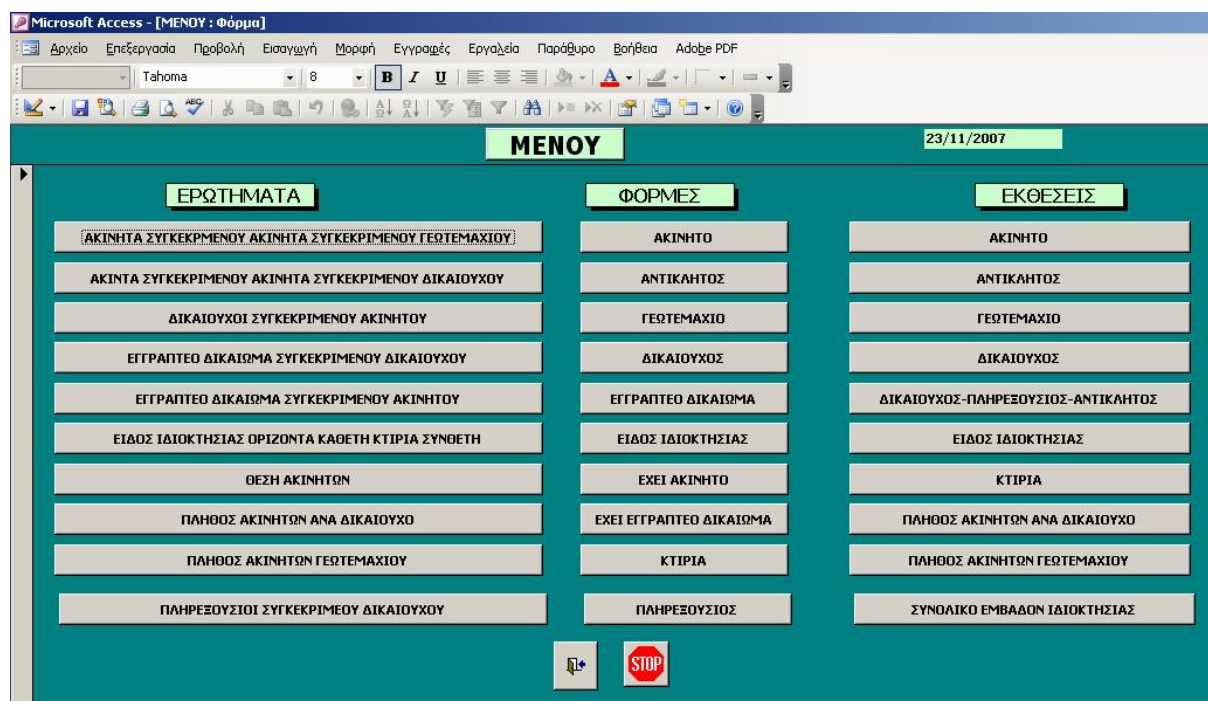 Microsoft Access - [ΜΕΝΟΥ : Φόρμα]
Αρχείο Επεξεργασία Προβολή Εισαγωγή Μορφή Εγγραφές Εργαλεία Παράθυρο Βοήθεια Adobe PDF
Tahoma 8 B I U A
ΜΕΝΟΥ 23/11/2007
ΕΡΩΤΗΜΑΤΑ ΦΟΡΜΕΣ ΕΚΘΕΣΕΙΣ
ΑΚΙΝΗΤΑ ΣΥΓΚΕΚΡΜΕΝΟΥ ΑΚΙΝΗΤΑ ΣΥΓΚΕΚΡΙΜΕΝΟΥ ΓΕΩΤΕΜΑΧΙΟΥ ΑΚΙΝΗΤΟ ΑΚΙΝΗΤΟ
ΑΚΙΝΤΑ ΣΥΓΚΕΚΡΙΜΕΝΟΥ ΑΚΙΝΗΤΑ ΣΥΓΚΕΚΡΙΜΕΝΟΥ ΔΙΚΑΙΟΥΧΟΥ ΑΝΤΙΚΛΗΤΟΣ ΑΝΤΙΚΛΗΤΟΣ
ΔΙΚΑΙΟΥΧΟΙ ΣΥΓΚΕΚΡΙΜΕΝΟΥ ΑΚΙΝΗΤΟΥ ΓΕΩΤΕΜΑΧΙΟ ΓΕΩΤΕΜΑΧΙΟ
ΕΓΓΡΑΠΤΕΟ ΔΙΚΑΙΩΜΑ ΣΥΓΚΕΚΡΙΜΕΝΟΥ ΔΙΚΑΙΟΥΧΟΥ ΔΙΚΑΙΟΥΧΟΣ ΔΙΚΑΙΟΥΧΟΣ
ΕΓΓΡΑΠΤΕΟ ΔΙΚΑΙΩΜΑ ΣΥΓΚΕΚΡΙΜΕΝΟΥ ΑΚΙΝΗΤΟΥ ΕΓΓΡΑΠΤΕΟ ΔΙΚΑΙΩΜΑ ΔΙΚΑΙΟΥΧΟΣ-ΠΛΗΡΕΞΟΥΣΙΟΣ-ΑΝΤΙΚΛΗΤΟΣ
ΕΙΔΟΣ ΙΔΙΟΚΤΗΣΙΑΣ ΟΡΙΖΟΝΤΑ ΚΑΘΕΤΗ ΚΤΙΡΙΑ ΣΥΝΘΕΤΗ ΕΙΔΟΣ ΙΔΙΟΚΤΗΣΙΑΣ ΕΙΔΟΣ ΙΔΙΟΚΤΗΣΙΑΣ
ΘΕΣΗ ΑΚΙΝΗΤΩΝ ΕΧΕΙ ΑΚΙΝΗΤΟ ΚΤΙΡΙΑ
ΠΛΗΘΟΣ ΑΚΙΝΗΤΩΝ ΑΝΑ ΔΙΚΑΙΟΥΧΟ ΕΧΕΙ ΕΓΓΡΑΠΤΕΟ ΔΙΚΑΙΩΜΑ ΠΛΗΘΟΣ ΑΚΙΝΗΤΩΝ ΑΝΑ ΔΙΚΑΙΟΥΧΟ
ΠΛΗΘΟΣ ΑΚΙΝΗΤΩΝ ΓΕΩΤΕΜΑΧΙΟΥ ΚΤΙΡΙΑ ΠΛΗΘΟΣ ΑΚΙΝΗΤΩΝ ΓΕΩΤΕΜΑΧΙΟΥ
ΠΛΗΡΕΞΟΥΣΙΟΙ ΣΥΓΚΕΚΡΙΜΕΟΥ ΔΙΚΑΙΟΥΧΟΥ ΠΛΗΡΕΞΟΥΣΙΟΣ ΣΥΝΟΛΙΚΟ ΕΜΒΑΔΟΝ ΙΔΙΟΚΤΗΣΙΑΣ
STOP